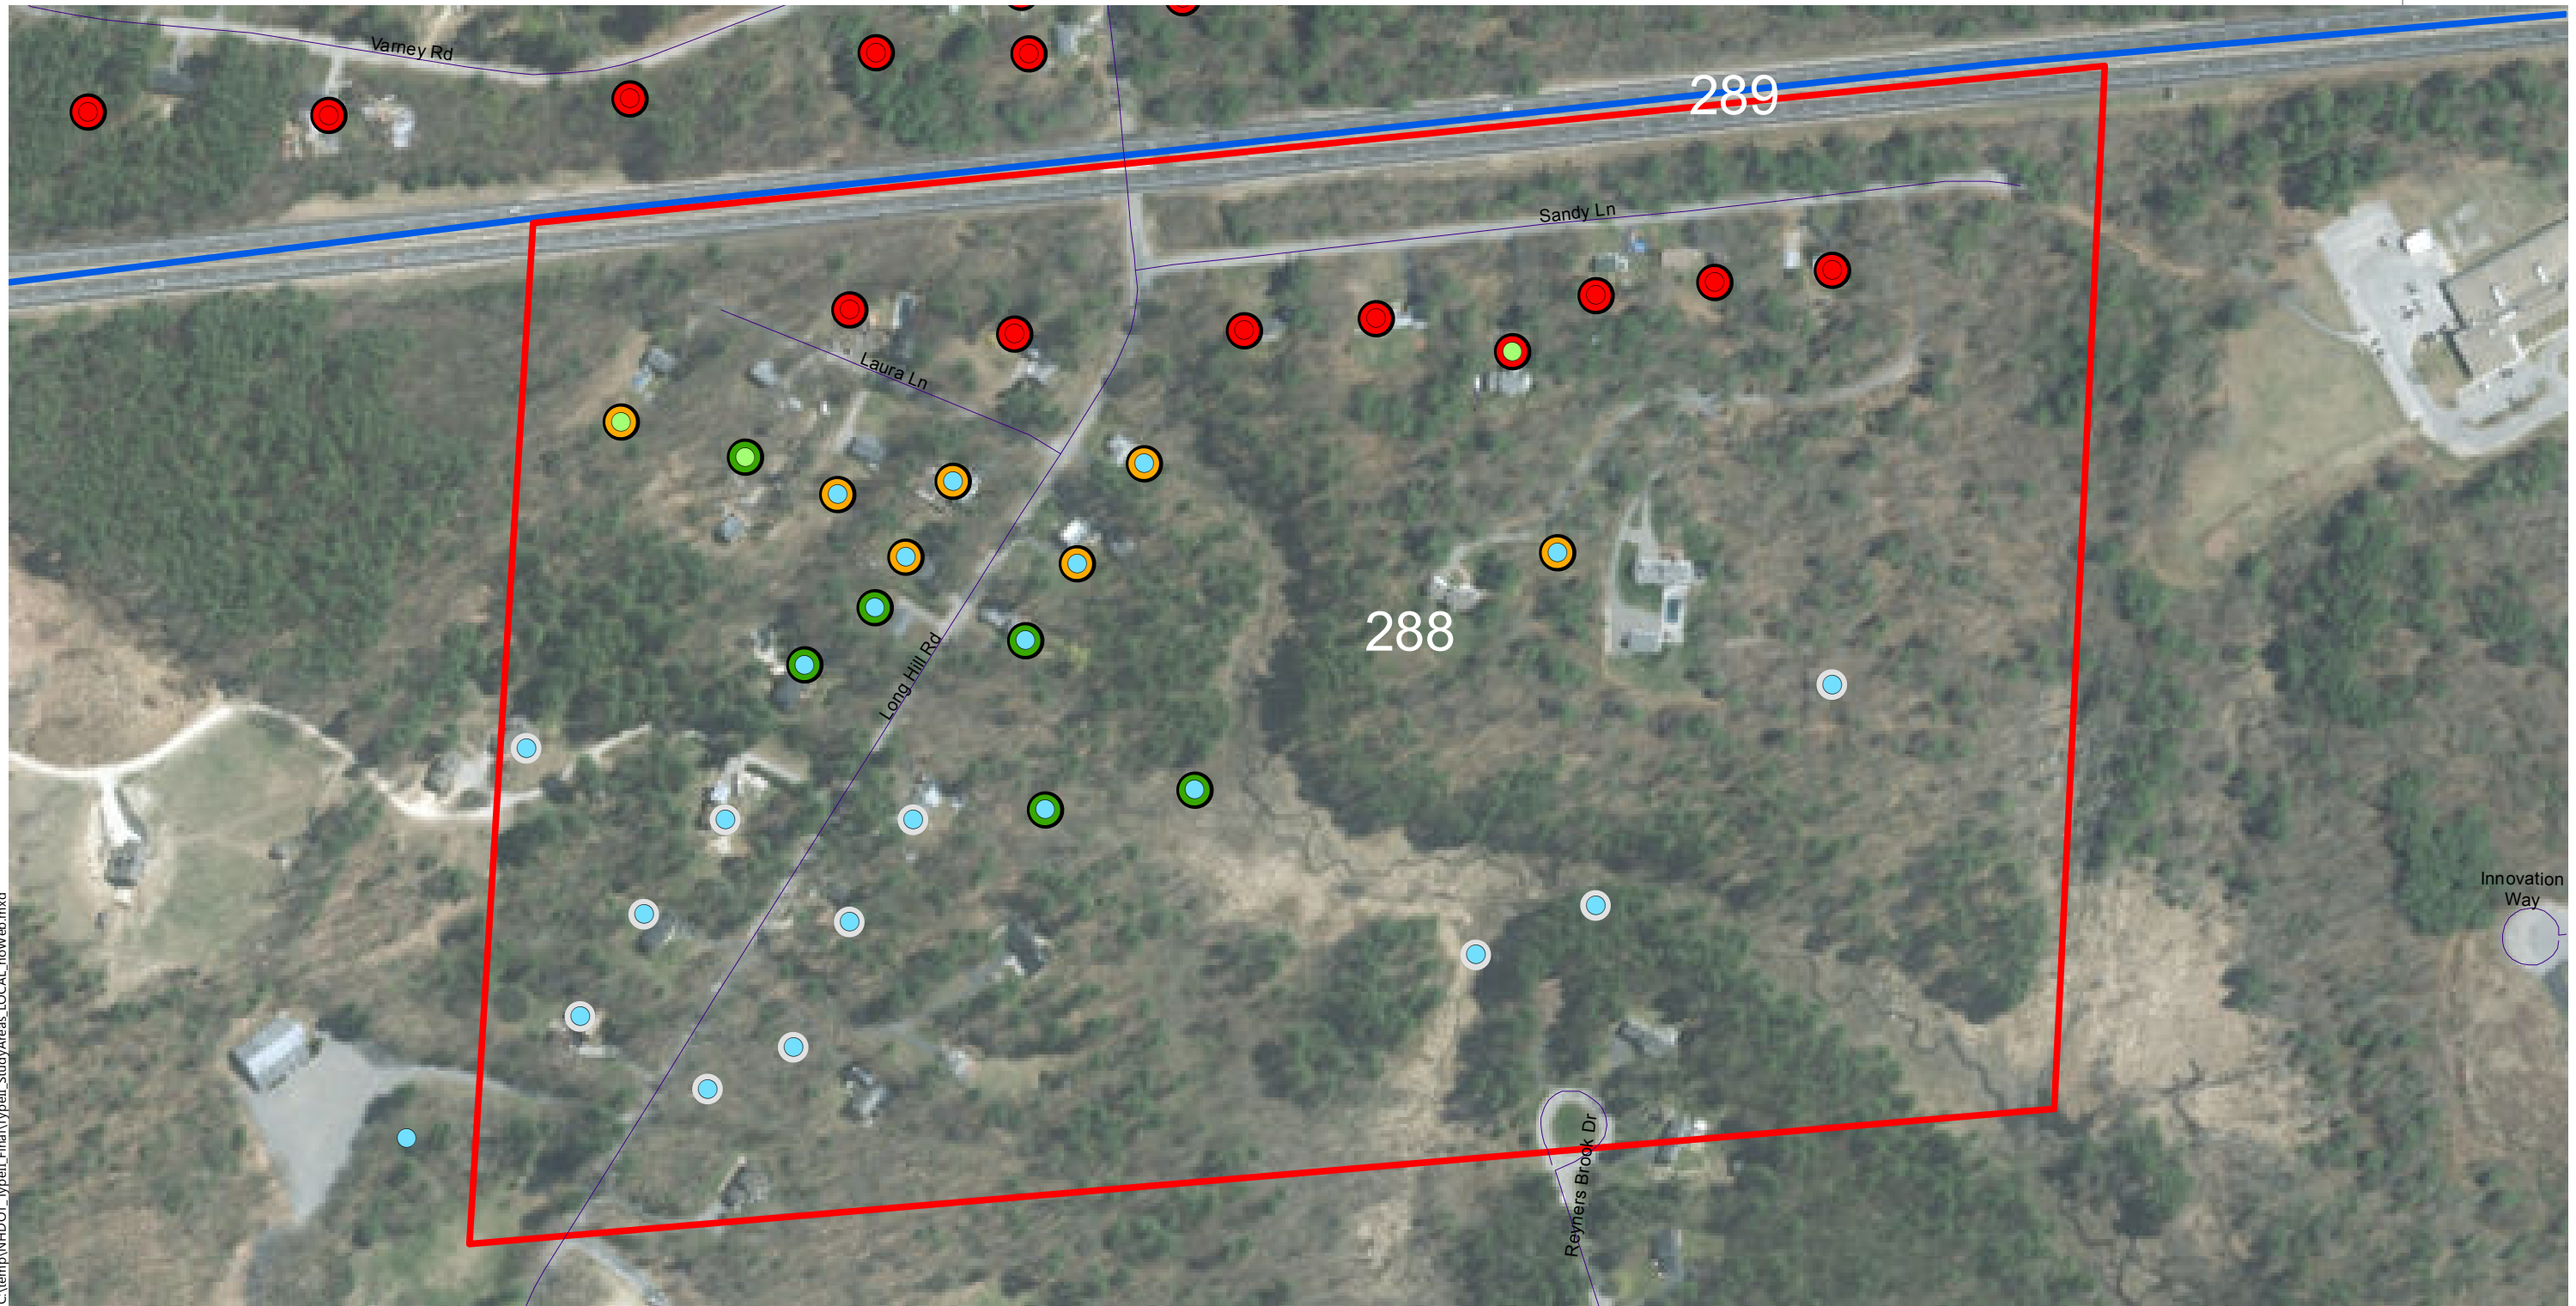 Varney Rd
289
Sandy Ln
Laura Ln
288
Long Hill Rd
Innovation
Way
Reyners Brook Dr